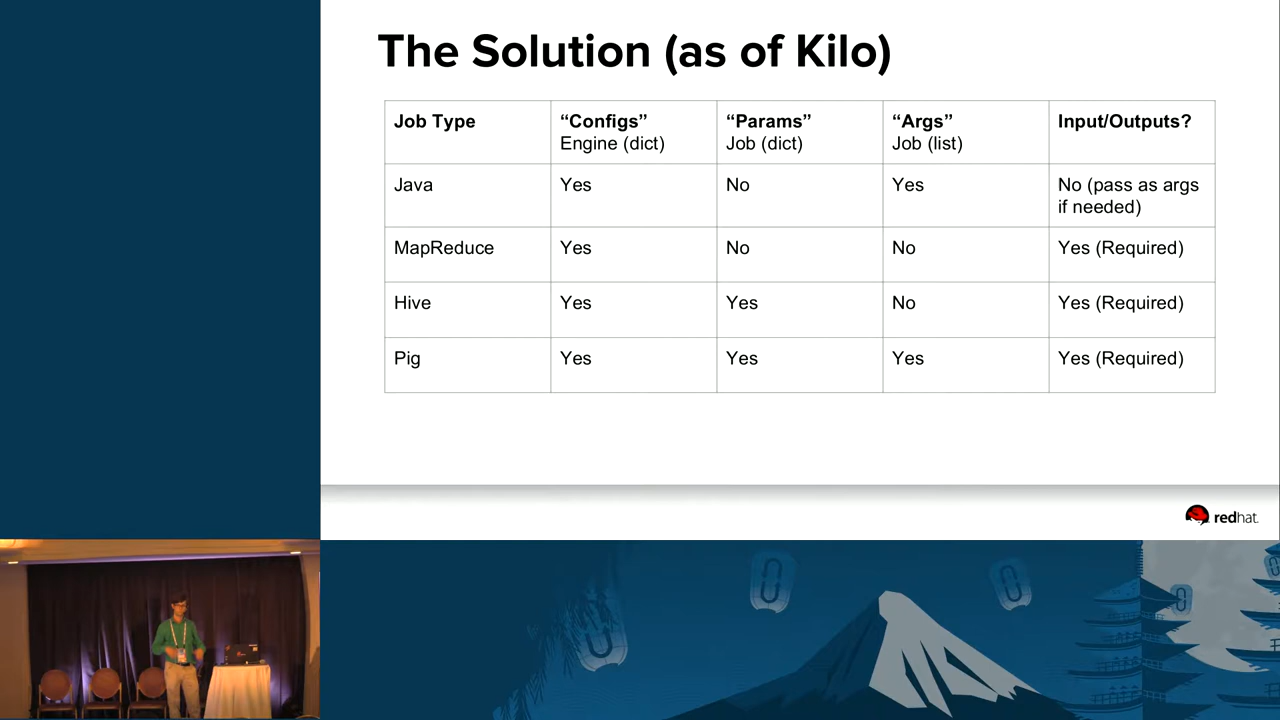 The Solution (as of Kilo)
Job Type “Configs” “Params” “Args” Input/Outputs?
Engine (dict) Job (dict) Job (list)
Java Yes No Yes No (pass as args
if needed)
MapReduce Yes No No Yes (Required)
Hive Yes Yes No Yes (Required)
Pig Yes Yes Yes Yes (Required)
redhat.